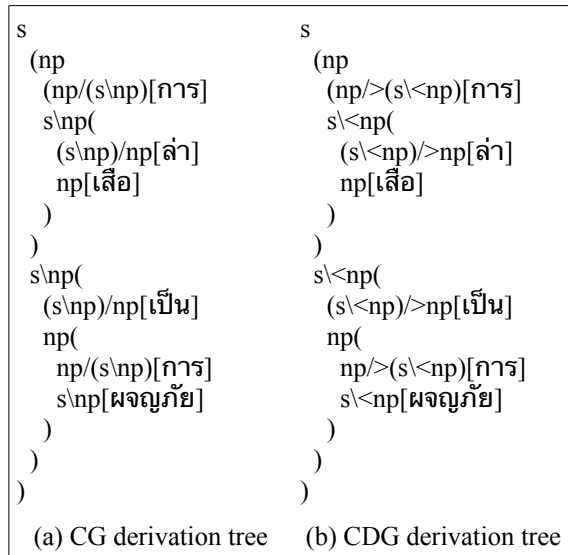 s
(np
(np/(s\np)[การ]
s\np(
(s\np)/np[ล่า]
np[เสือ]
)
)
s\np(
(s\np)/np[เป็น]
np(
np/(s\np)[การ]
s\np[ผจญภัย]
)
)
)
(a) CG derivation tree
s
(np
(np/>(s\<np)[การ]
s\<np(
(s\<np)/>np[ล่า]
np[เสือ]
)
)
s\<np(
(s\<np)/>np[เป็น]
np(
np/>(s\<np)[การ]
s\<np[ผจญภัย]
)
)
)
(b) CDG derivation tree